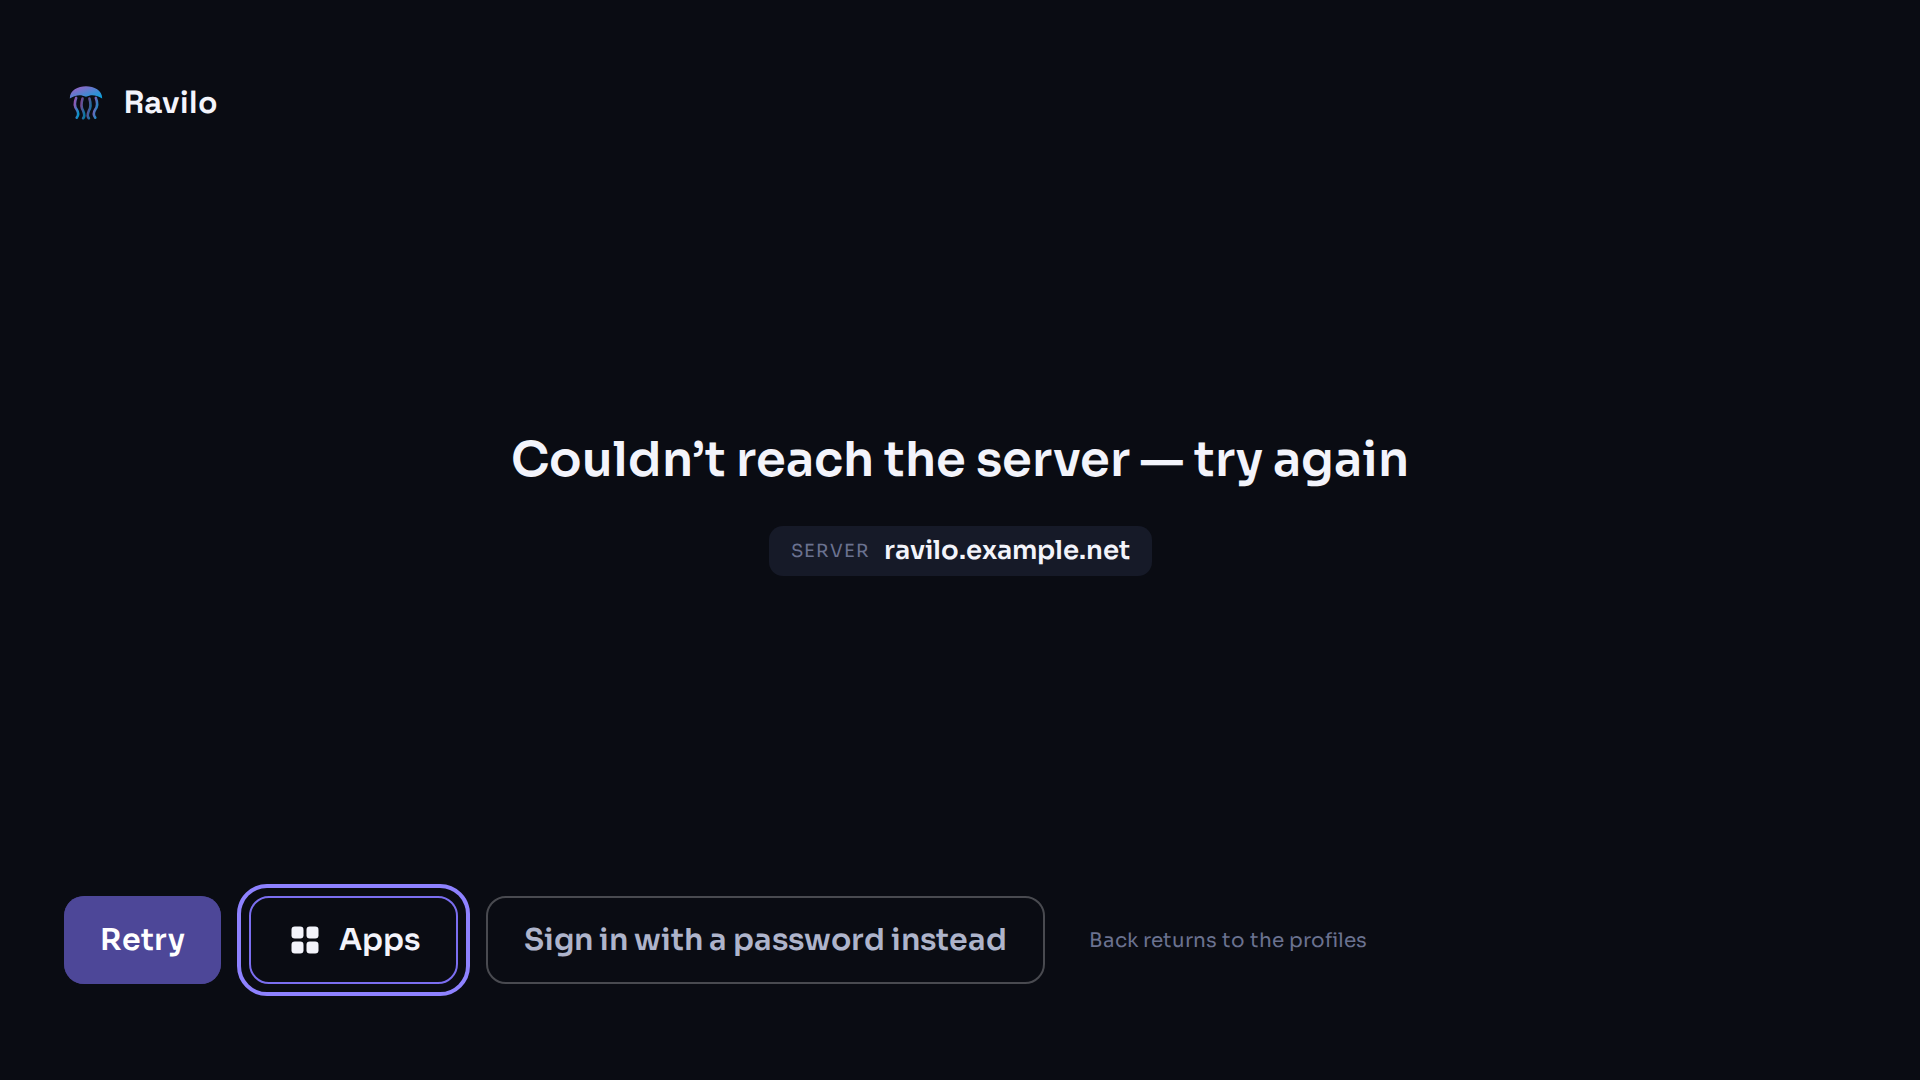 Ravilo
Couldn’t reach the server — try again
SERVER ravilo.example.net
Retry
Apps
Sign in with a password instead
Back returns to the profiles